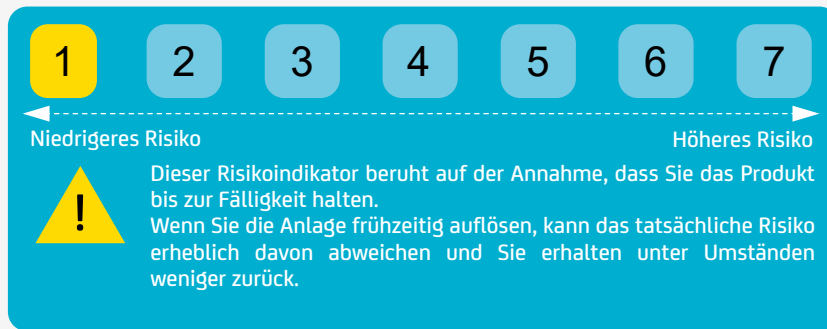 1 2 3 4 5 6 7
Niedrigeres Risiko Höheres Risiko
!
Dieser Risikoindikator beruht auf der Annahme, dass Sie das Produkt
bis zur Fälligkeit halten.
Wenn Sie die Anlage frühzeitig auflösen, kann das tatsächliche Risiko
erheblich davon abweichen und Sie erhalten unter Umständen
weniger zurück.